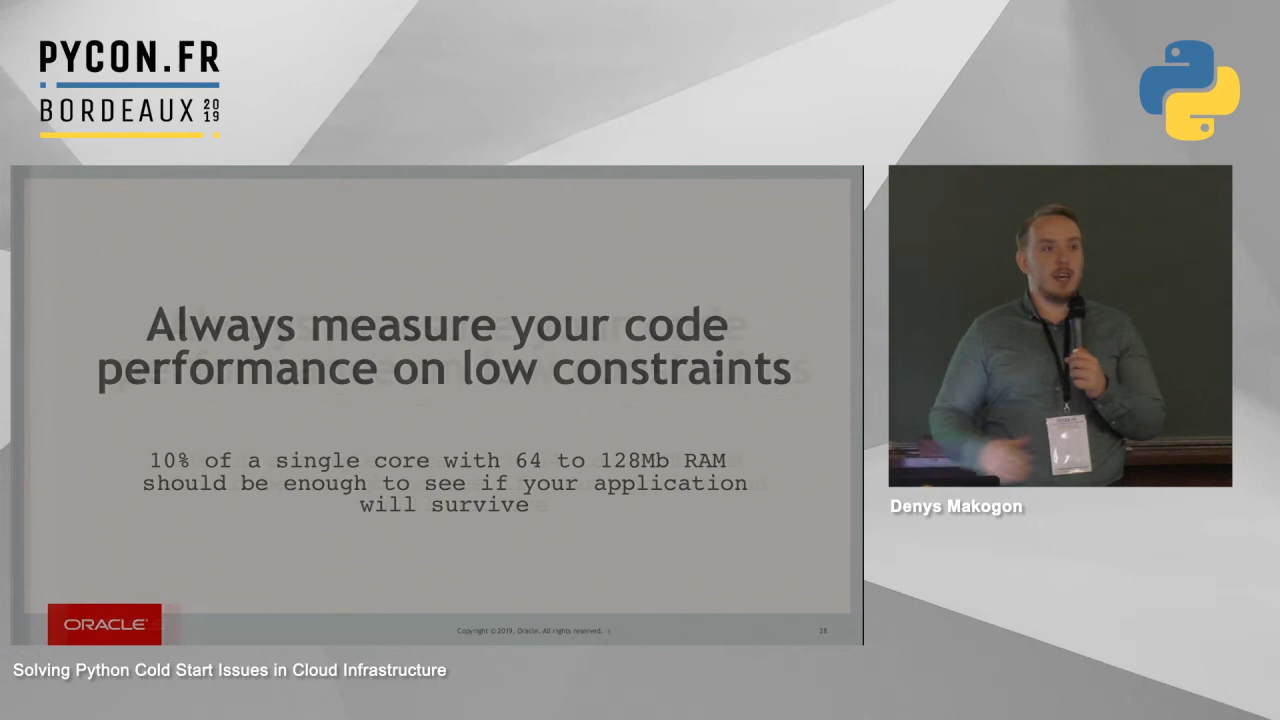 PYCON.FR
BORDEAUX 2019
Always measure your code
performance on low constraints
10% of a single core with 64 to 128Mb RAM
should be enough to see if your application
will survive
ORACLE
Copyright © 2019, Oracle. All rights reserved. |
28
Denys Makogon
Solving Python Cold Start Issues in Cloud Infrastructure